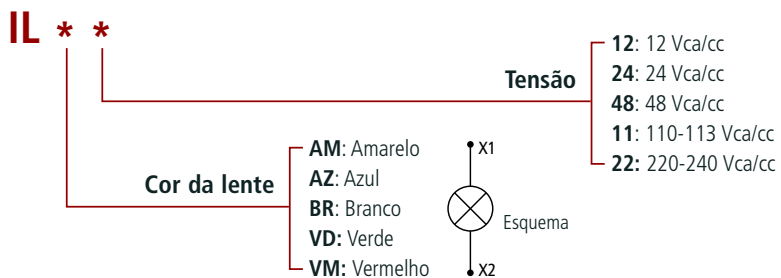 IL * *
Tensão
12: 12 Vca/cc
24: 24 Vca/cc
48: 48 Vca/cc
11: 110-113 Vca/cc
22: 220-240 Vca/cc
Cor da lente
AM: Amarelo
AZ: Azul
BR: Branco
VD: Verde
VM: Vermelho
X1
Esquema
X2